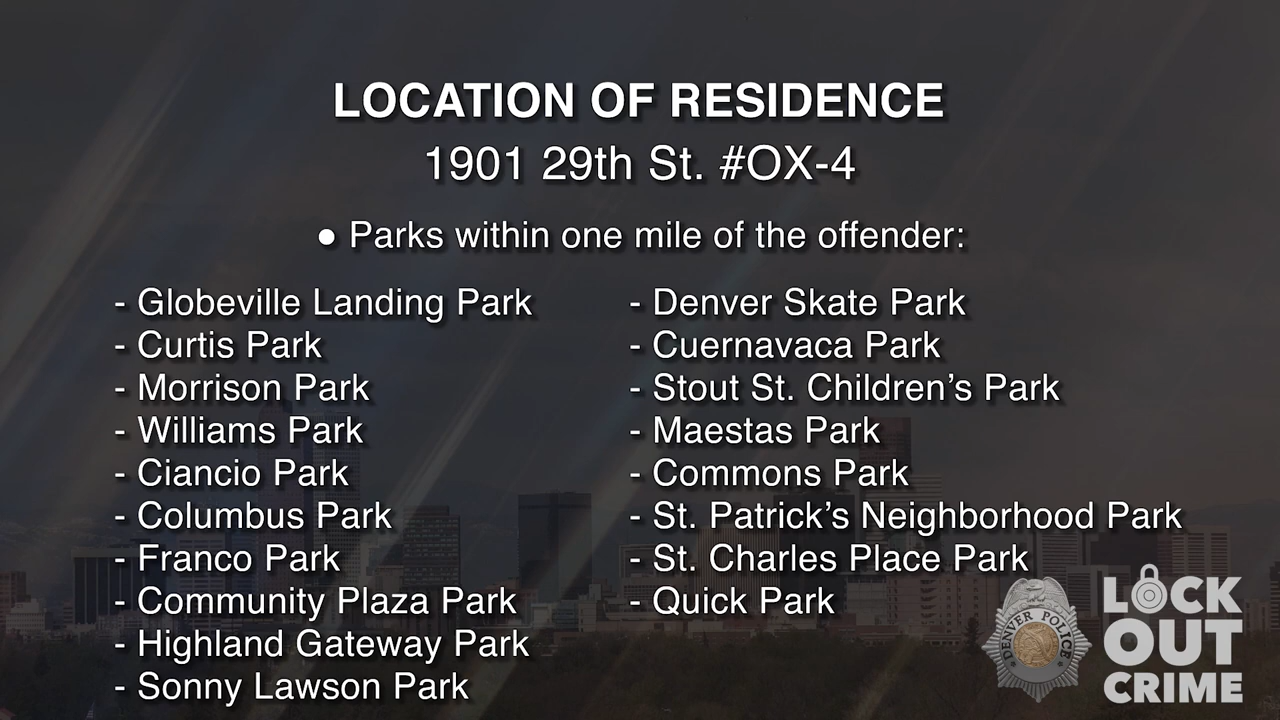 LOCATION OF RESIDENCE
1901 29th St. #OX-4
● Parks within one mile of the offender:
- Globeville Landing Park
- Curtis Park
- Morrison Park
- Williams Park
- Ciancio Park
- Columbus Park
- Franco Park
- Community Plaza Park
- Highland Gateway Park
- Sonny Lawson Park
- Denver Skate Park
- Cuernavaca Park
- Stout St. Children’s Park
- Maestas Park
- Commons Park
- St. Patrick’s Neighborhood Park
- St. Charles Place Park
- Quick Park
DENVER POLICE
LOCK
OUT
CRIME